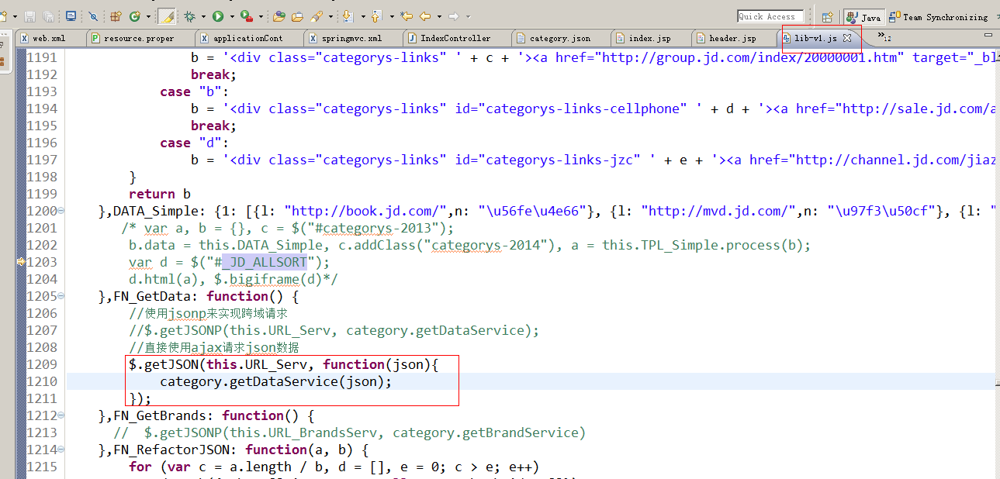 Quick Access
Java
Team Synchronizing
web.xml
resource.proper
applicationCont
springmvc.xml
IndexController
category.json
index.jsp
header.jsp
lib-v1.js
»12
1191 b = '<div class="categorys-links" ' + c + '><a href="http://group.jd.com/index/20000001.htm" target="_bl
1192 break;
1193 case "b":
1194 b = '<div class="categorys-links" id="categorys-links-cellphone" ' + d + '><a href="http://sale.jd.com/a
1195 break;
1196 case "d":
1197 b = '<div class="categorys-links" id="categorys-links-jzc" ' + e + '><a href="http://channel.jd.com/jiaz
1198 }
1199 return b
1200 },DATA_Simple: {1: [{l: "http://book.jd.com/",n: "\u56fe\u4e66"}, {l: "http://mvd.jd.com/",n: "\u97f3\u50cf"}, {l: "
1201 /* var a, b = {}, c = $("#categorys-2013");
1202 b.data = this.DATA_Simple, c.addClass("categorys-2014"), a = this.TPL_Simple.process(b);
1203 var d = $("#_JD_ALLSORT");
1204 d.html(a), $.bigiframe(d)*/
1205 },FN_GetData: function() {
1206 //使用jsonp来实现跨域请求
1207 //$.getJSONP(this.URL_Serv, category.getDataService);
1208 //直接使用ajax请求json数据
1209 $.getJSON(this.URL_Serv, function(json){
1210 category.getDataService(json);
1211 });
1212 },FN_GetBrands: function() {
1213 // $.getJSONP(this.URL_BrandsServ, category.getBrandService)
1214 },FN_RefactorJSON: function(a, b) {
1215 for (var c = a.length / b, d = [], e = 0; c > e; e++)